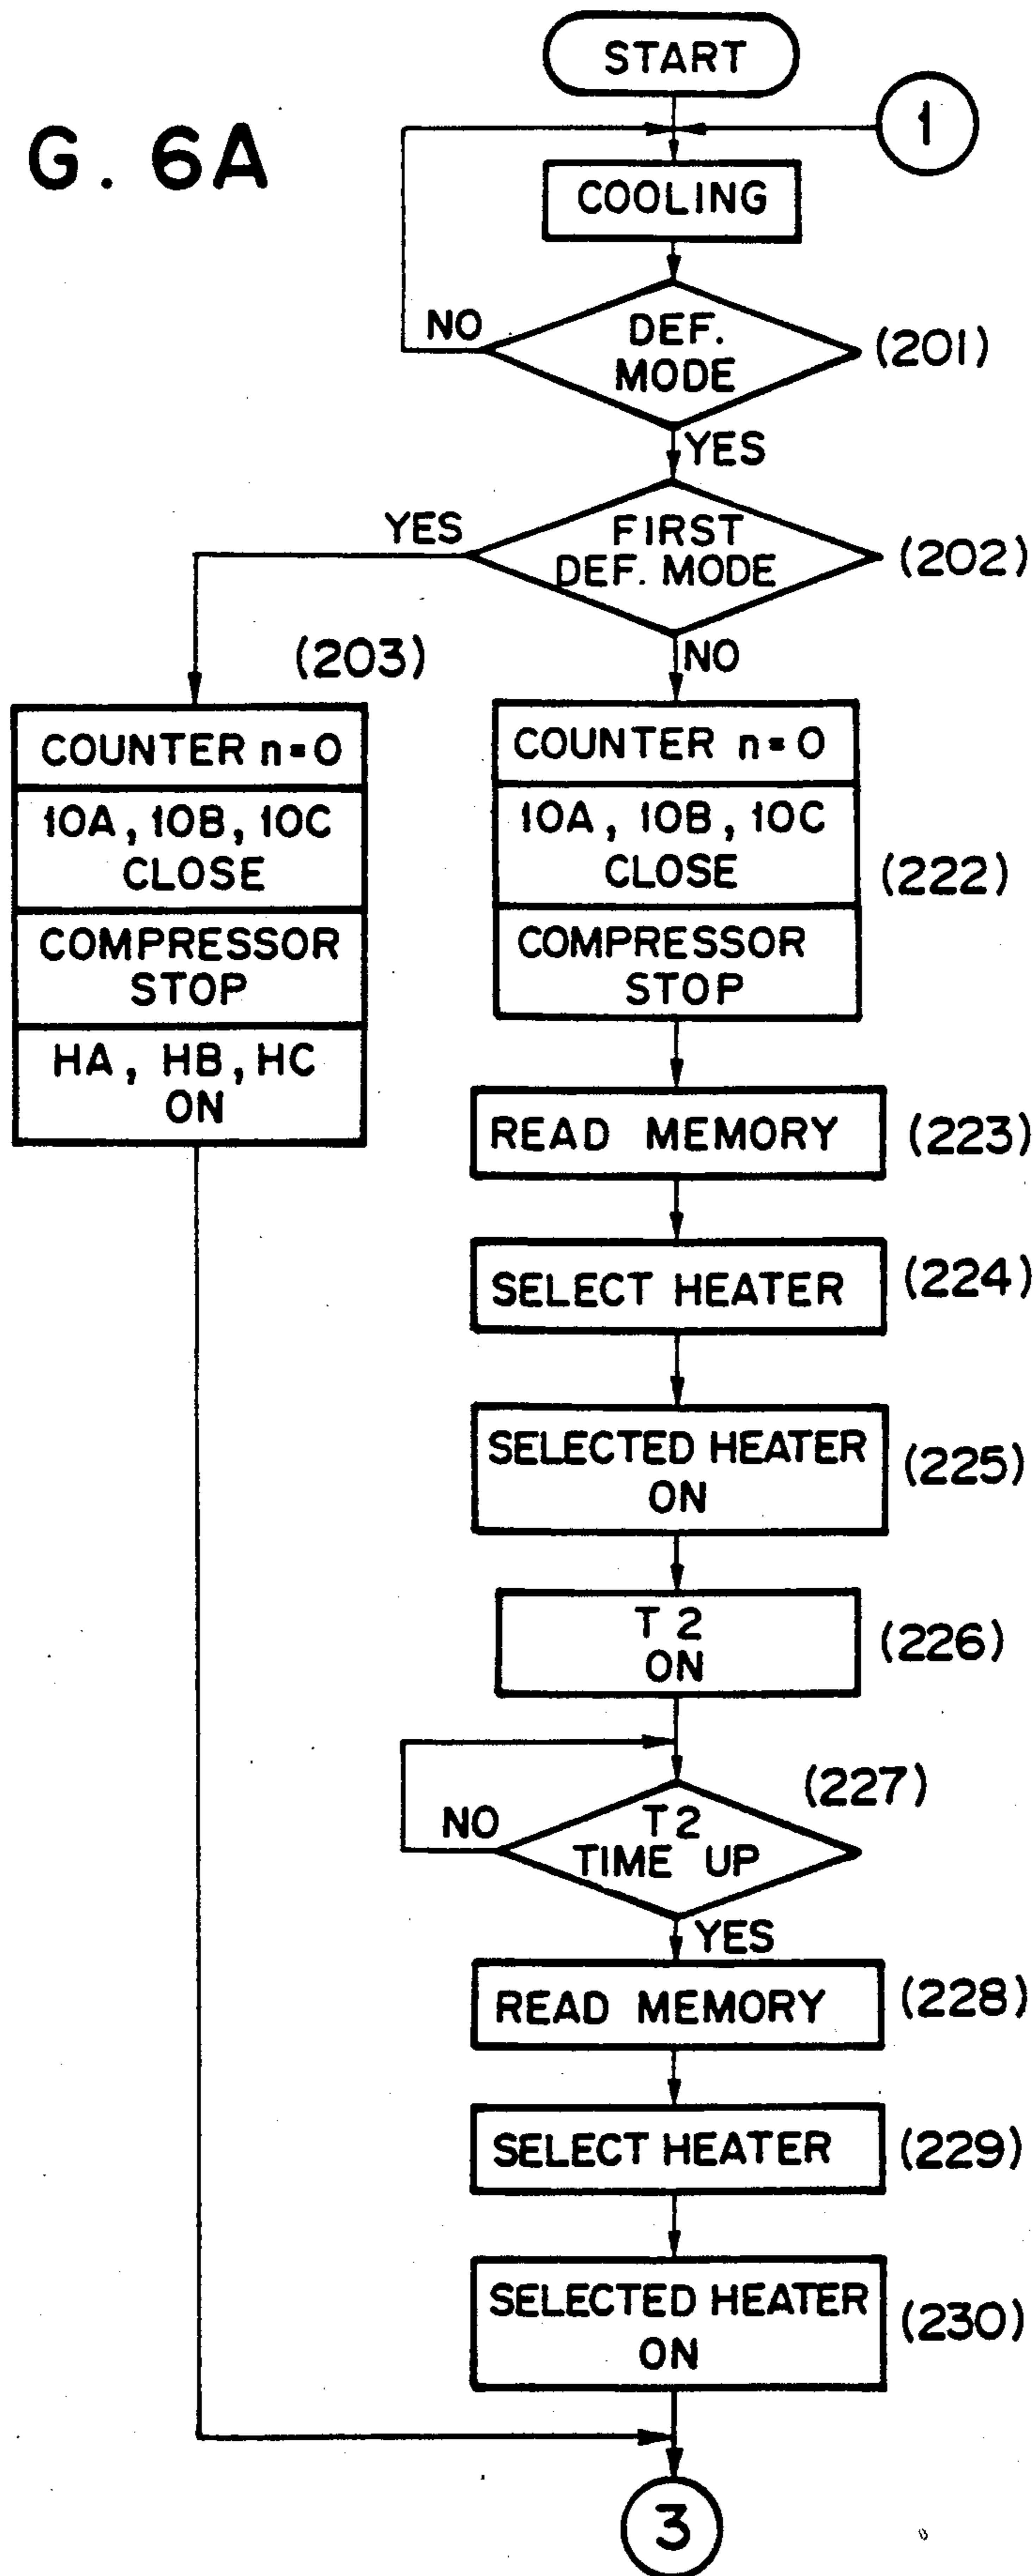 START
1
G. 6A
COOLING
NO
DEF.
MODE
(201)
YES
YES
FIRST
DEF. MODE
(202)
(203)
NO
COUNTER n=0
10A, 10B, 10C
CLOSE
COMPRESSOR
STOP
HA, HB, HC
ON
COUNTER n=0
10A, 10B, 10C
CLOSE
(222)
COMPRESSOR
STOP
READ MEMORY
(223)
SELECT HEATER
(224)
SELECTED HEATER
ON
(225)
T2
ON
(226)
(227)
NO
T2
TIME UP
YES
READ MEMORY
(228)
SELECT HEATER
(229)
SELECTED HEATER
ON
(230)
3